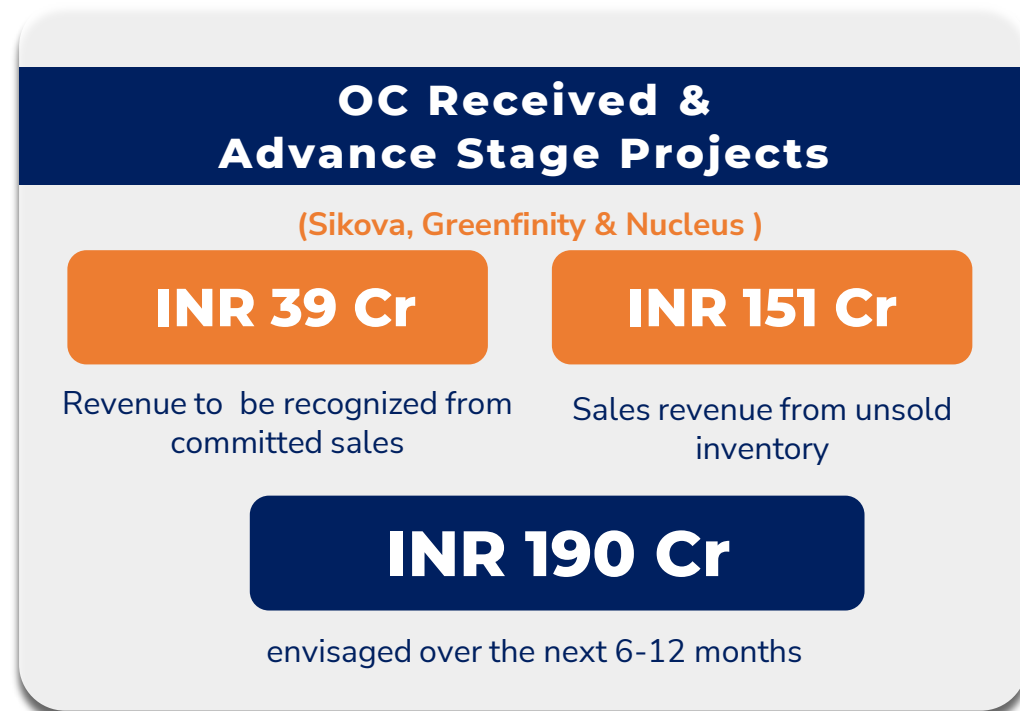 OC Received &
Advance Stage Projects
(Sikova, Greenfinity & Nucleus )
INR 39 Cr
Revenue to be recognized from
committed sales
INR 151 Cr
Sales revenue from unsold
inventory
INR 190 Cr
envisaged over the next 6-12 months